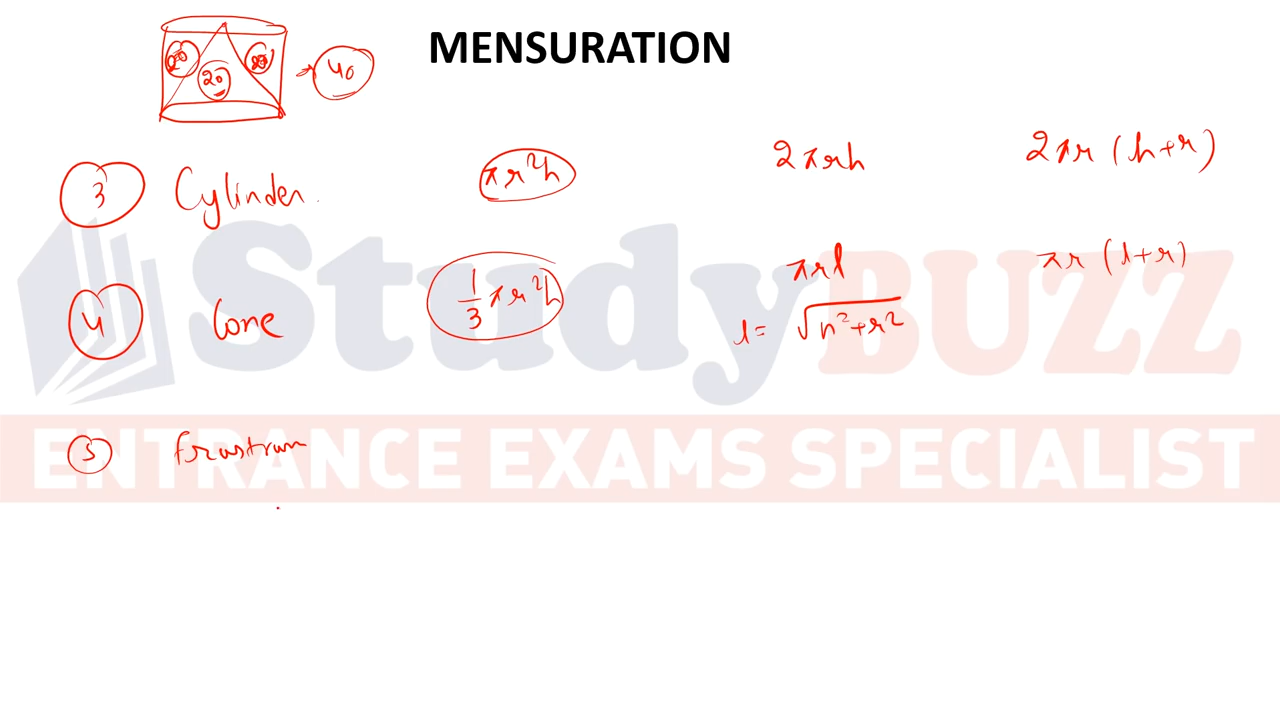 MENSURATION
20 → 40
3 Cylinder. πr²h 2πrh 2πr (h+r)
4 Cone 1/3 πr²h πrl πr (l+r)
l = √h²+r²
5 frustrum
StudyBUZZ
ENTRANCE EXAMS SPECIALIST